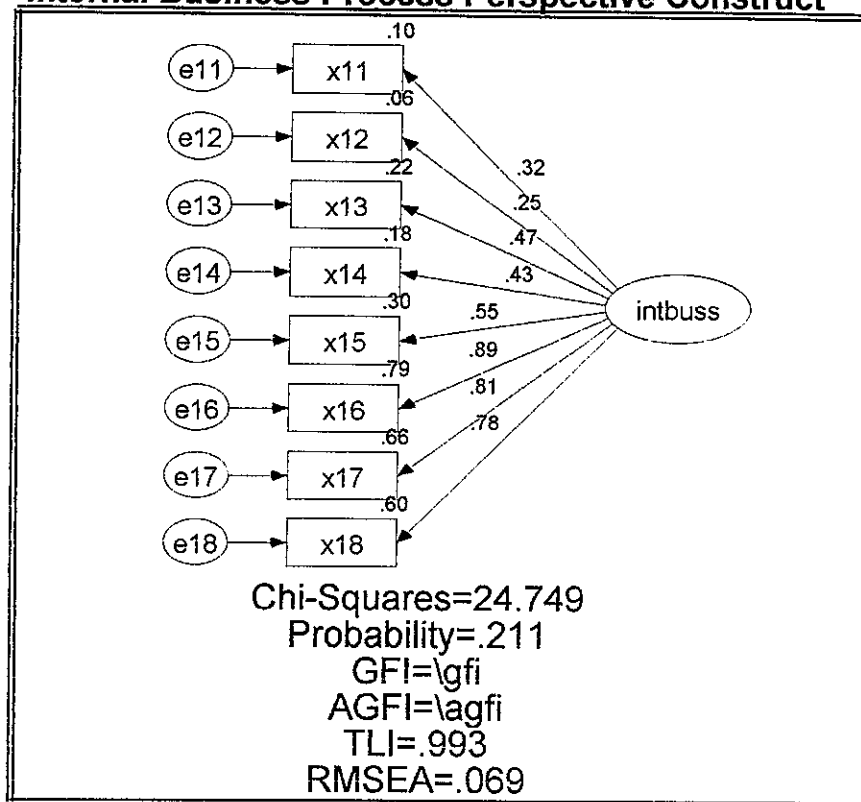 Internal Business Process Perspective Construct
.10
e11 x11
.06
.32
e12 x12
.22
.25
e13 x13
.47
.18
e14 x14
.43
.30
intbuss
e15 x15
.55
.79
.89
e16 x16
.81
.66
.78
e17 x17
.60
e18 x18
Chi-Squares=24.749
Probability=.211
GFI=\gfi
AGFI=\agfi
TLI=.993
RMSEA=.069